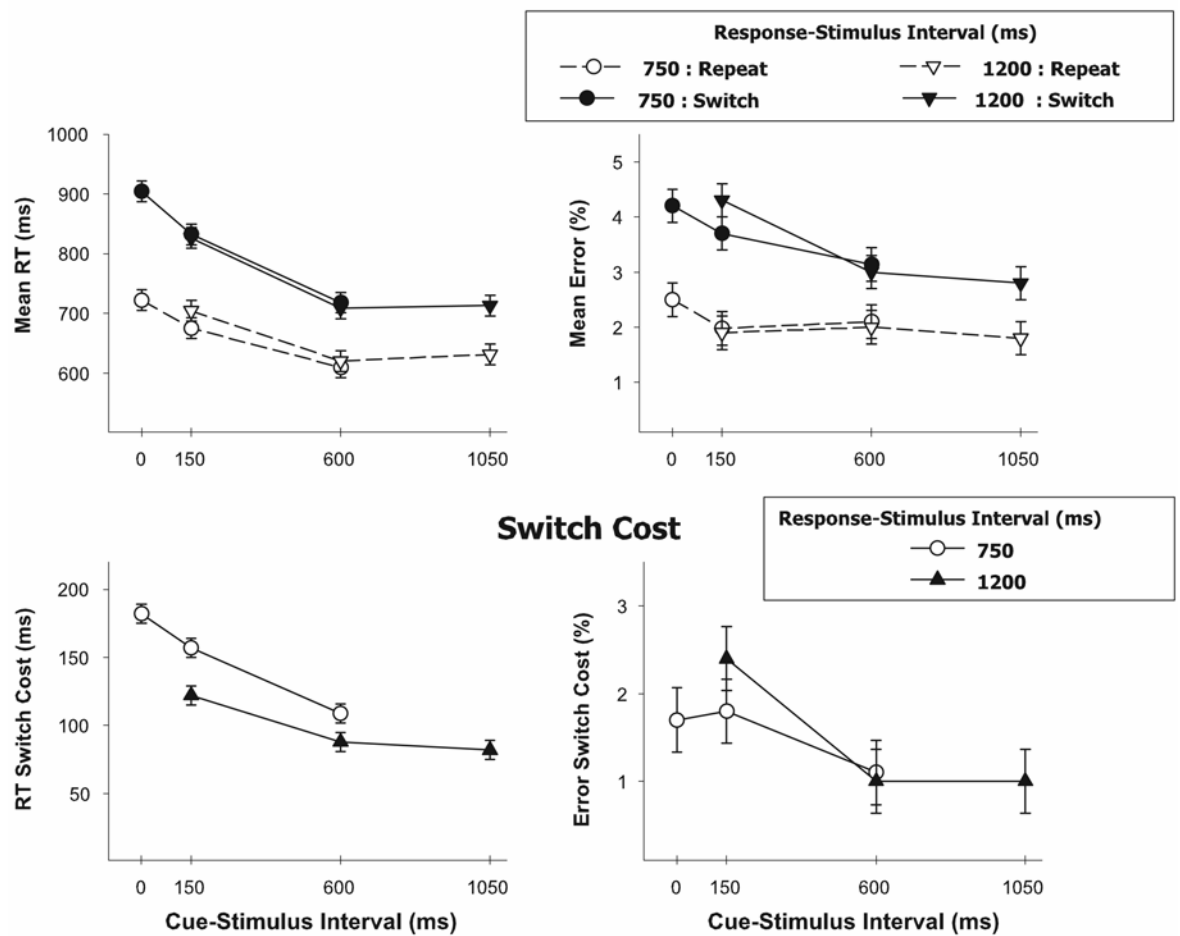 Response-Stimulus Interval (ms)
750 : Repeat
1200 : Repeat
750 : Switch
1200 : Switch
1000
900
800
700
600
Mean RT (ms)
0 150 600 1050
5
4
3
2
1
Mean Error (%)
0 150 600 1050
Switch Cost
Response-Stimulus Interval (ms)
750
1200
200
150
100
50
RT Switch Cost (ms)
0 150 600 1050
Cue-Stimulus Interval (ms)
3
2
1
Error Switch Cost (%)
0 150 600 1050
Cue-Stimulus Interval (ms)